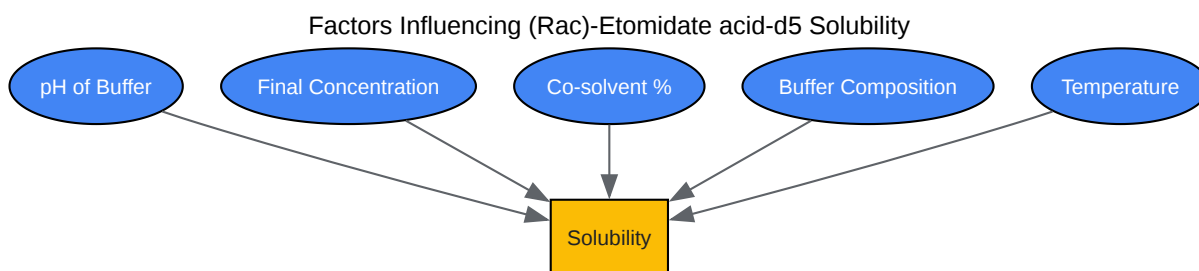 Factors Influencing (Rac)-Etomidate acid-d5 Solubility
pH of Buffer
Final Concentration
Co-solvent %
Buffer Composition
Temperature
Solubility